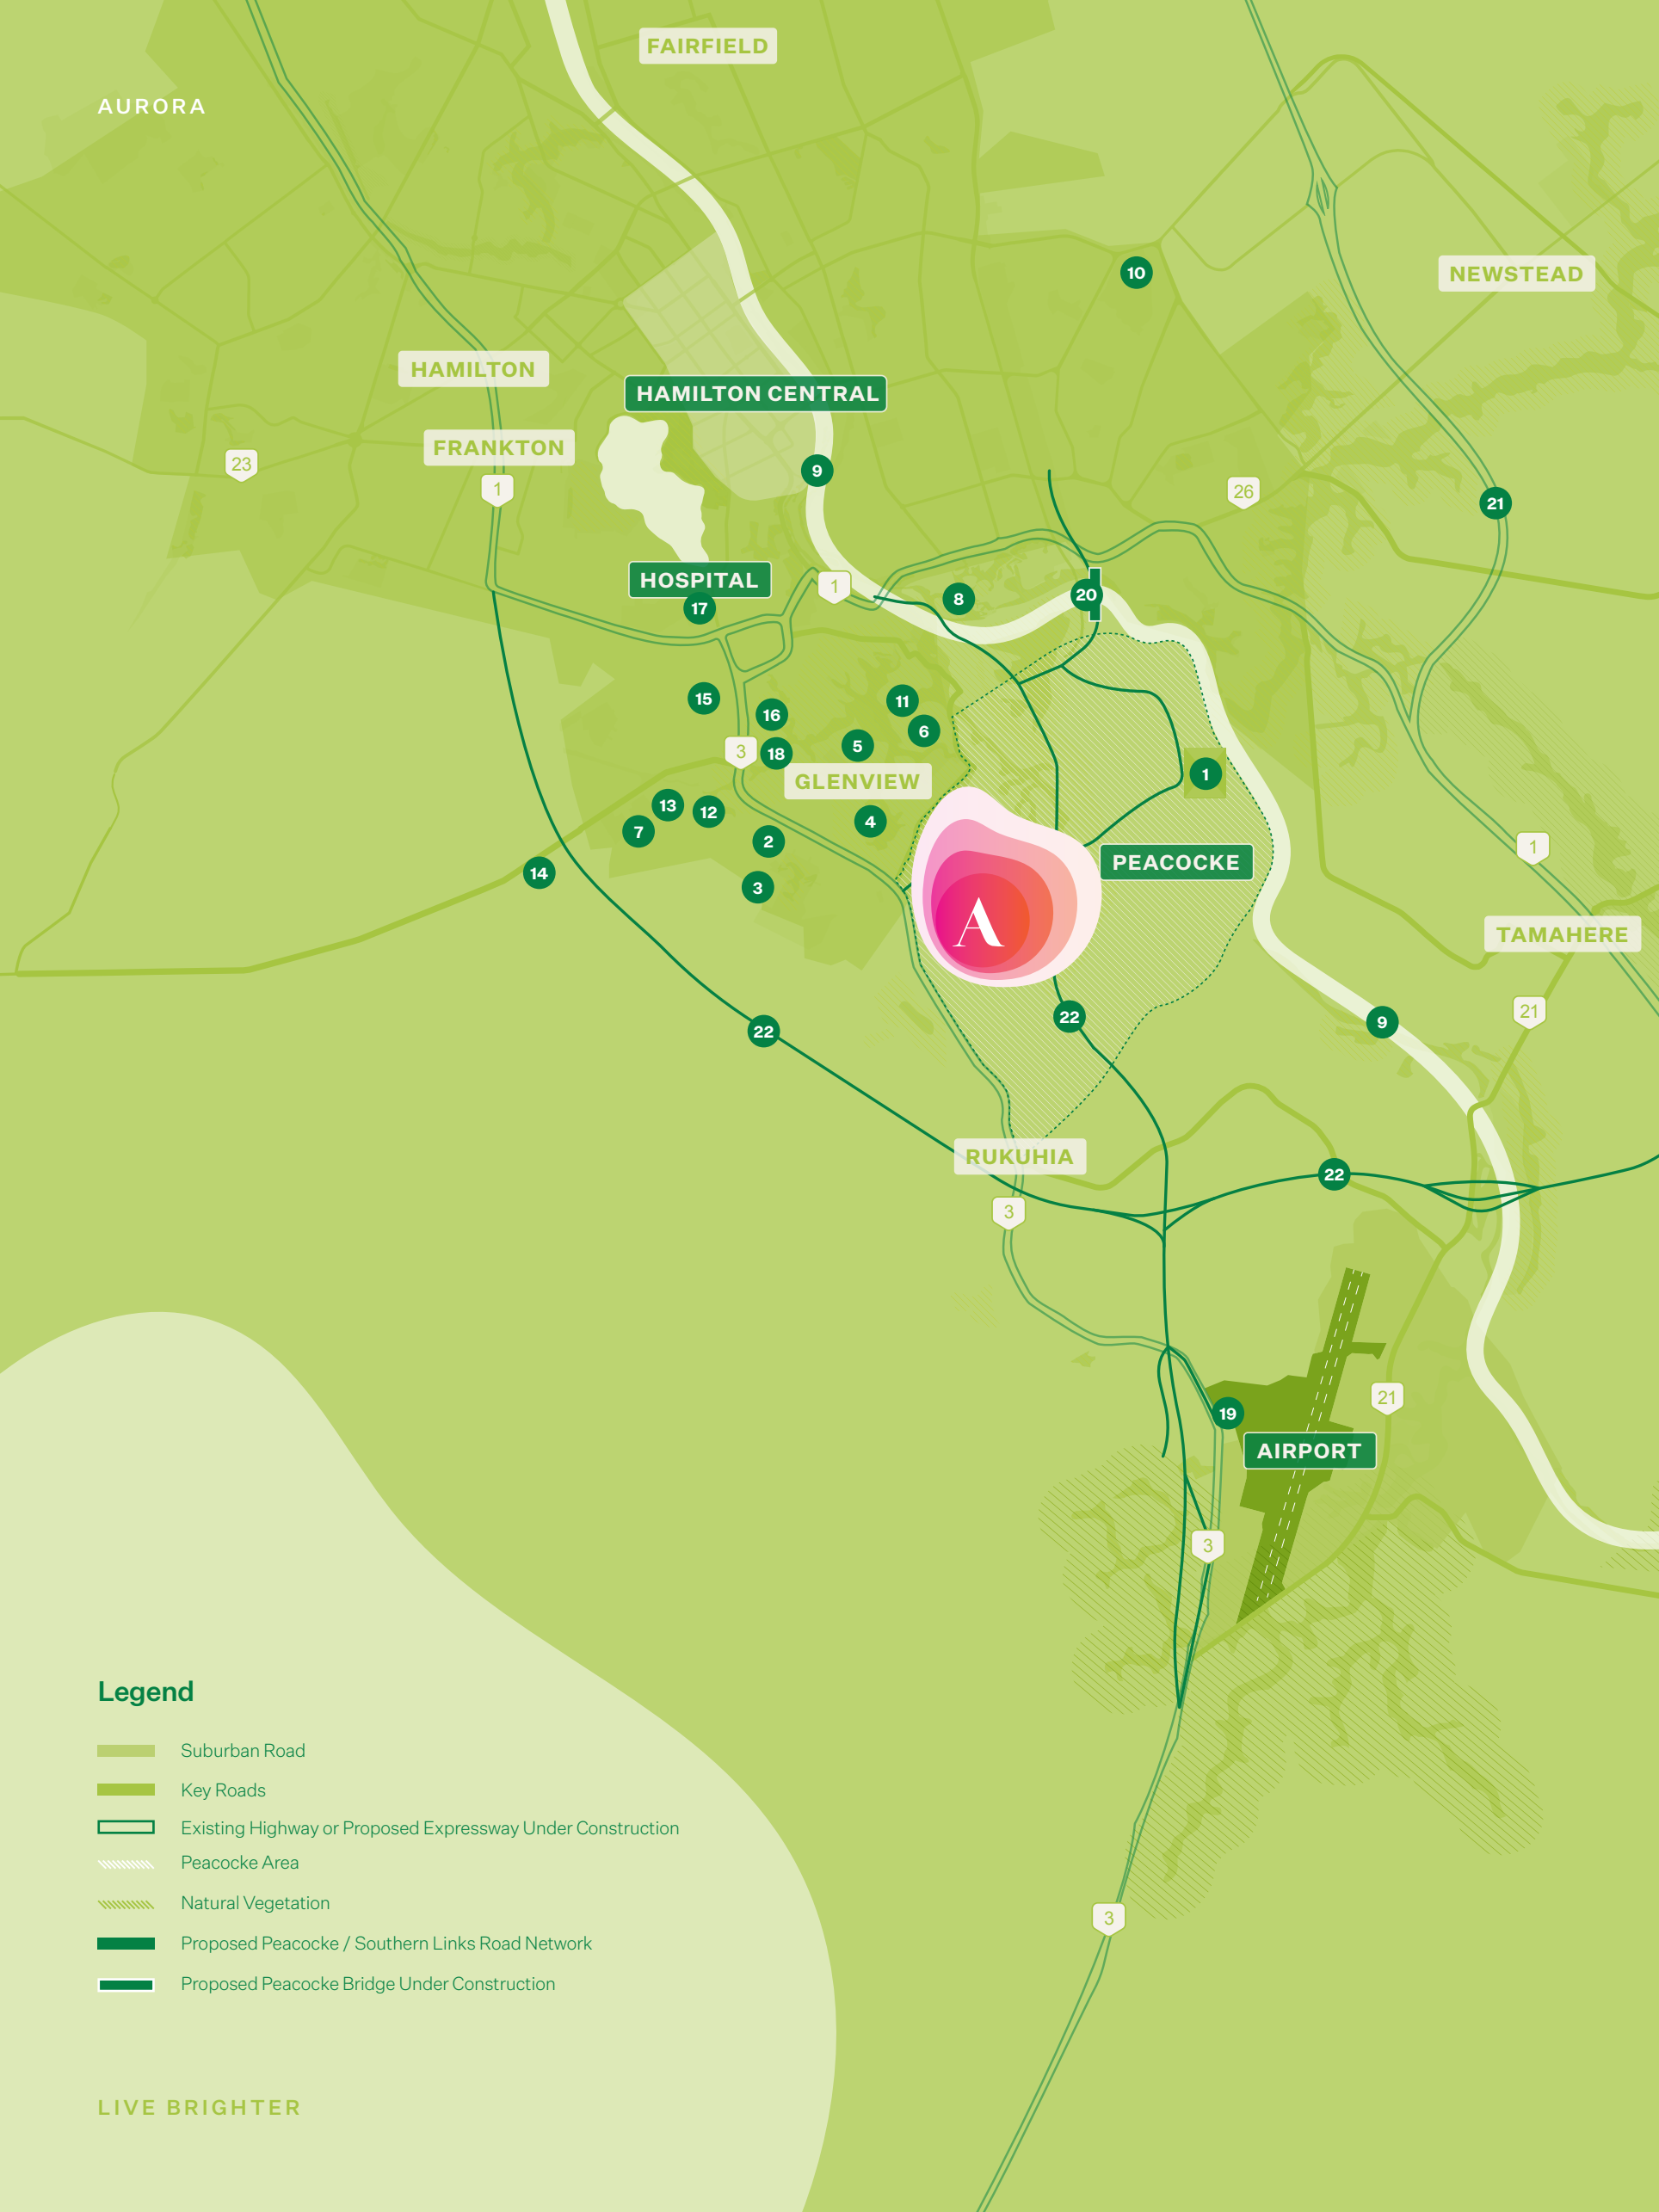 FAIRFIELD
AURORA
10
NEWSTEAD
HAMILTON
HAMILTON CENTRAL
FRANKTON
23
9
1
26
21
HOSPITAL
1
8
20
17
15
16
11
6
5
3
18
1
GLENVIEW
13
12
4
7
2
1
PEACOCKE
14
3
A
TAMAHERE
21
22
9
22
RUKUHIA
22
3
21
19
AIRPORT
3
Legend
Suburban Road
Key Roads
Existing Highway or Proposed Expressway Under Construction
Peacocke Area
Natural Vegetation
3
Proposed Peacocke / Southern Links Road Network
Proposed Peacocke Bridge Under Construction
LIVE BRIGHTER